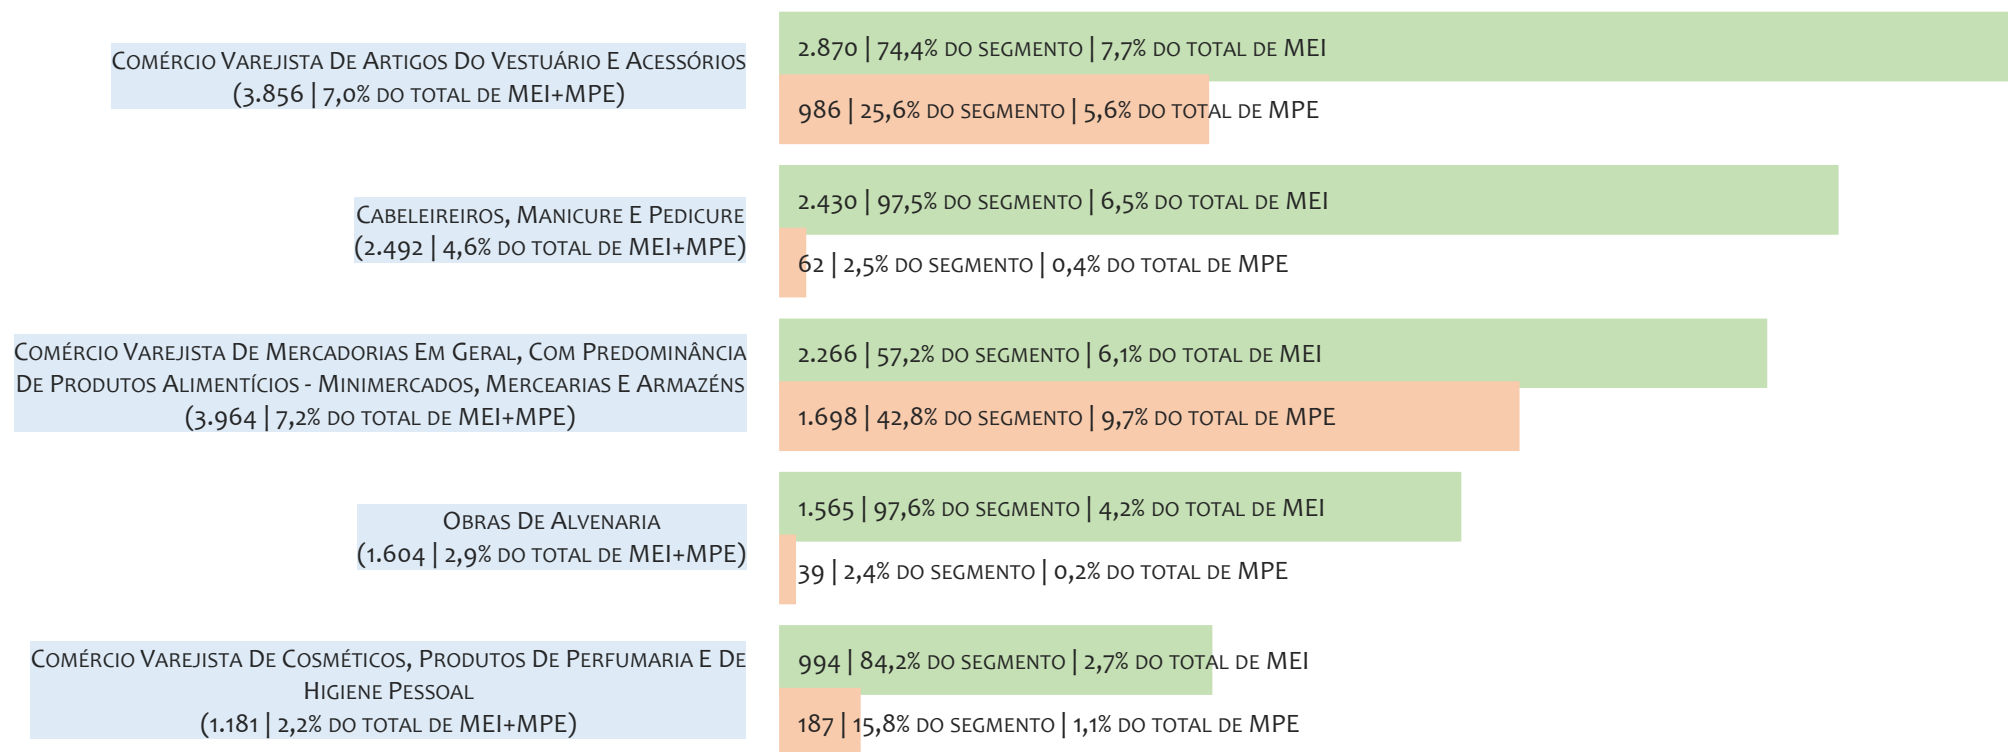 Comércio Varejista De Artigos Do Vestuário E Acessórios
(3.856 | 7,0% do total de MEI+MPE)
2.870 | 74,4% do segmento | 7,7% do total de MEI
986 | 25,6% do segmento | 5,6% do total de MPE
Cabeleireiros, Manicure E Pedicure
(2.492 | 4,6% do total de MEI+MPE)
2.430 | 97,5% do segmento | 6,5% do total de MEI
62 | 2,5% do segmento | 0,4% do total de MPE
Comércio Varejista De Mercadorias Em Geral, Com Predominância
De Produtos Alimentícios - Minimercados, Mercearias E Armazéns
(3.964 | 7,2% do total de MEI+MPE)
2.266 | 57,2% do segmento | 6,1% do total de MEI
1.698 | 42,8% do segmento | 9,7% do total de MPE
Obras De Alvenaria
(1.604 | 2,9% do total de MEI+MPE)
1.565 | 97,6% do segmento | 4,2% do total de MEI
39 | 2,4% do segmento | 0,2% do total de MPE
Comércio Varejista De Cosméticos, Produtos De Perfumaria E De
Higiene Pessoal
(1.181 | 2,2% do total de MEI+MPE)
994 | 84,2% do segmento | 2,7% do total de MEI
187 | 15,8% do segmento | 1,1% do total de MPE